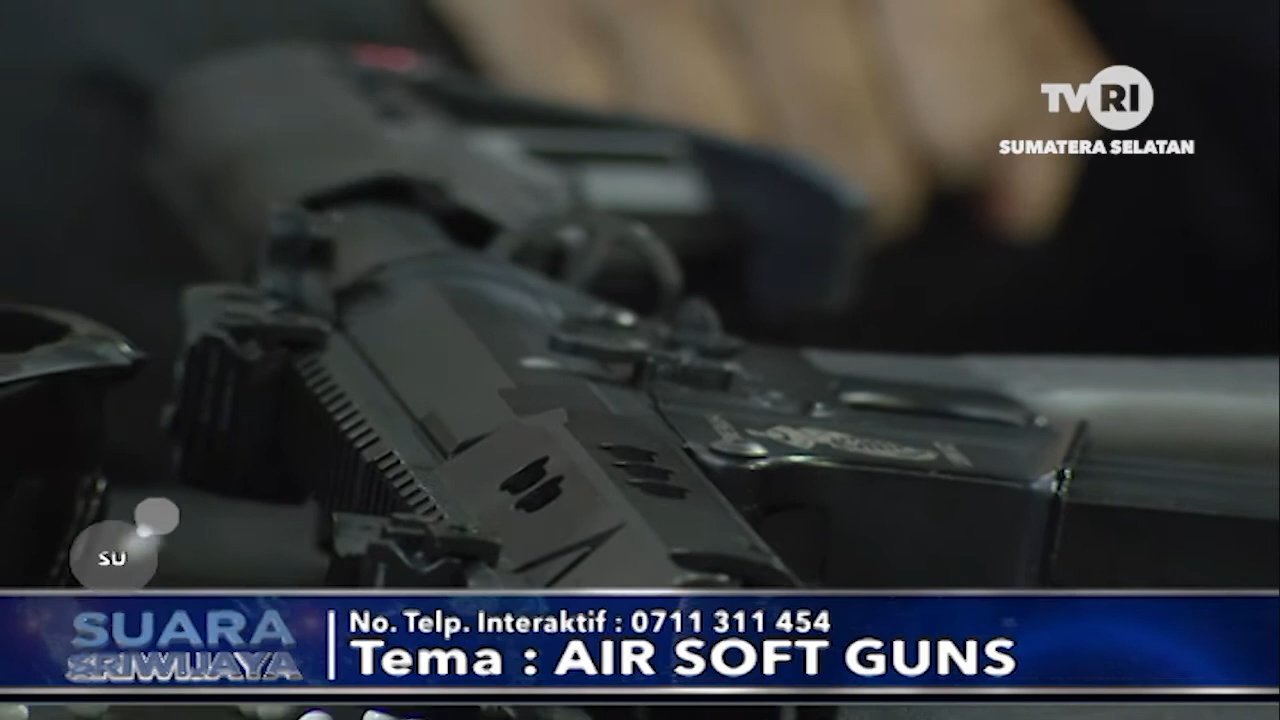 TVRI
SUMATERA SELATAN
SU
SUARA
SRIWIJAYA
No. Telp. Interaktif : 0711 311 454
Tema : AIR SOFT GUNS